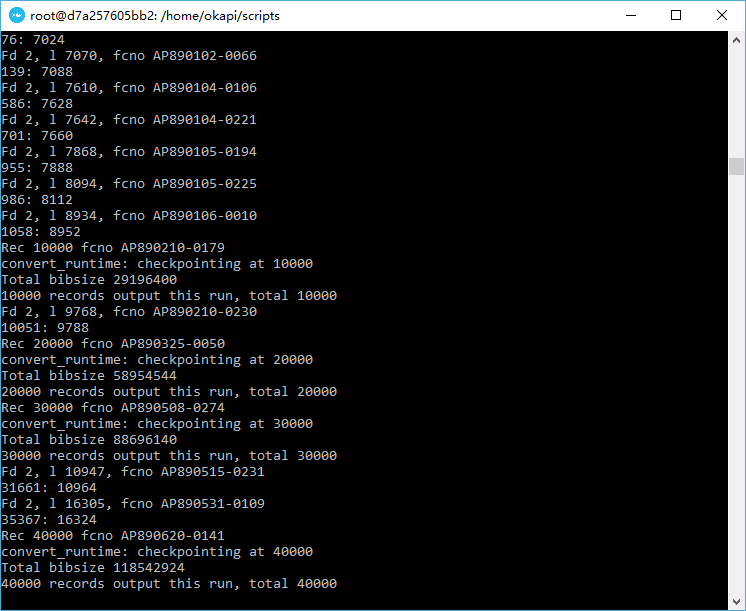 root@d7a257605bb2: /home/okapi/scripts
76: 7024
Fd 2, l 7070, fcno AP890102-0066
139: 7088
Fd 2, l 7610, fcno AP890104-0106
586: 7628
Fd 2, l 7642, fcno AP890104-0221
701: 7660
Fd 2, l 7868, fcno AP890105-0194
955: 7888
Fd 2, l 8094, fcno AP890105-0225
986: 8112
Fd 2, l 8934, fcno AP890106-0010
1058: 8952
Rec 10000 fcno AP890210-0179
convert_runtime: checkpointing at 10000
Total bibsize 29196400
10000 records output this run, total 10000
Fd 2, l 9768, fcno AP890210-0230
10051: 9788
Rec 20000 fcno AP890325-0050
convert_runtime: checkpointing at 20000
Total bibsize 58954544
20000 records output this run, total 20000
Rec 30000 fcno AP890508-0274
convert_runtime: checkpointing at 30000
Total bibsize 88696140
30000 records output this run, total 30000
Fd 2, l 10947, fcno AP890515-0231
31661: 10964
Fd 2, l 16305, fcno AP890531-0109
35367: 16324
Rec 40000 fcno AP890620-0141
convert_runtime: checkpointing at 40000
Total bibsize 118542924
40000 records output this run, total 40000